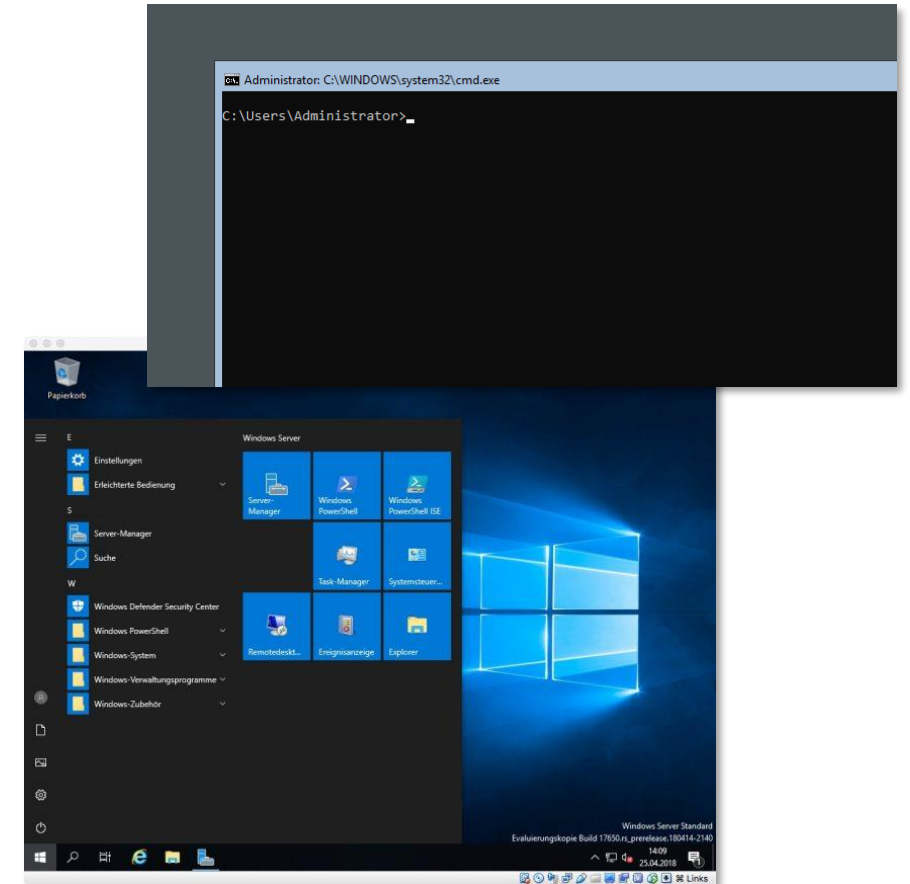 Administrator: C:\WINDOWS\system32\cmd.exe
C:\Users\Administrator>
Papierkorb
E
Einstellungen
Erleichterte Bedienung
S
Server-Manager
Suche
W
Windows Defender Security Center
Windows PowerShell
Windows-System
Windows-Verwaltungsprogramme
Windows-Zubehör
Windows Server
Server-
Manager
Windows
PowerShell
Windows
PowerShell ISE
Task-Manager
Systemsteuer...
Remotedeskt...
Ereignisanzeige
Explorer
Windows Server Standard
Evaluierungskopie Build 17650.rs_prerelease.180414-2140
14:09
25.04.2018
1
⌘ Links